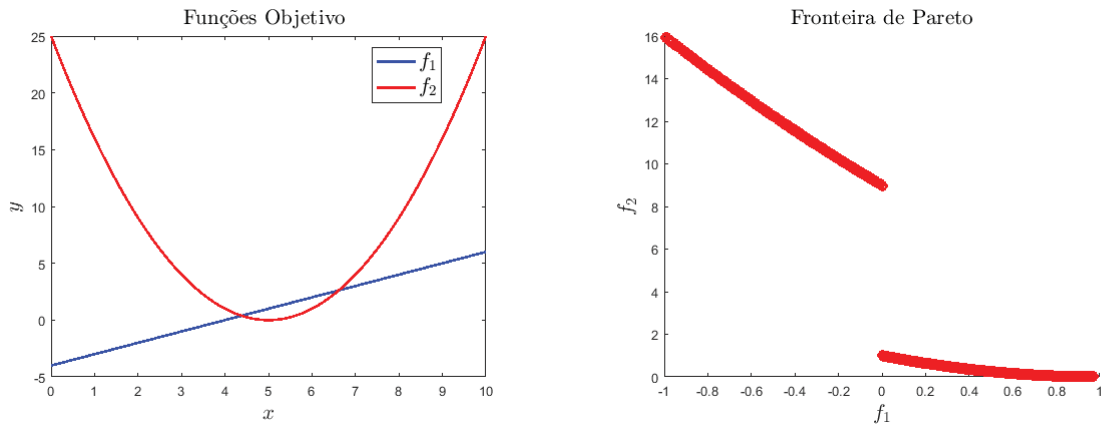 Funções Objetivo
25
20
15
10
5
0
-5
y
f1
f2
0 1 2 3 4 5 6 7 8 9 10
x
Fronteira de Pareto
16
14
12
10
8
6
4
2
0
f2
-1 -0.8 -0.6 -0.4 -0.2 0 0.2 0.4 0.6 0.8 1
f1